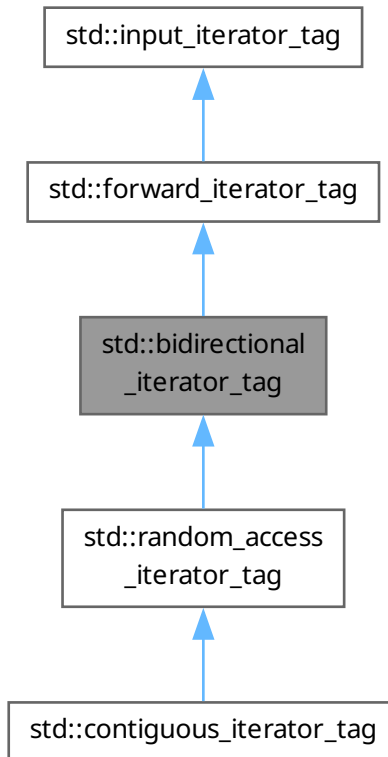 std::input_iterator_tag
std::forward_iterator_tag
std::bidirectional
_iterator_tag
std::random_access
_iterator_tag
std::contiguous_iterator_tag